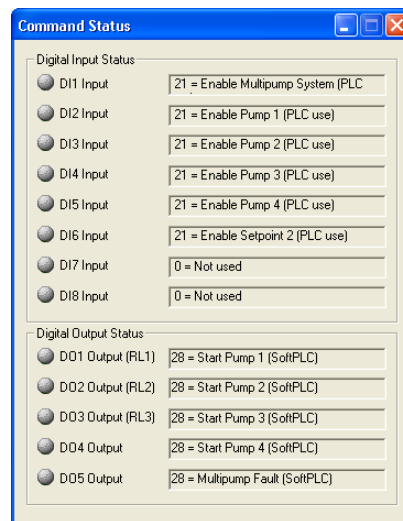 Command Status
Digital Input Status
DI1 Input 21 = Enable Multipump System (PLC
DI2 Input 21 = Enable Pump 1 (PLC use)
DI3 Input 21 = Enable Pump 2 (PLC use)
DI4 Input 21 = Enable Pump 3 (PLC use)
DI5 Input 21 = Enable Pump 4 (PLC use)
DI6 Input 21 = Enable Setpoint 2 (PLC use)
DI7 Input 0 = Not used
DI8 Input 0 = Not used
Digital Output Status
DO1 Output (RL1) 28 = Start Pump 1 (SoftPLC)
DO2 Output (RL2) 28 = Start Pump 2 (SoftPLC)
DO3 Output (RL3) 28 = Start Pump 3 (SoftPLC)
DO4 Output 28 = Start Pump 4 (SoftPLC)
DO5 Output 28 = Multipump Fault (SoftPLC)